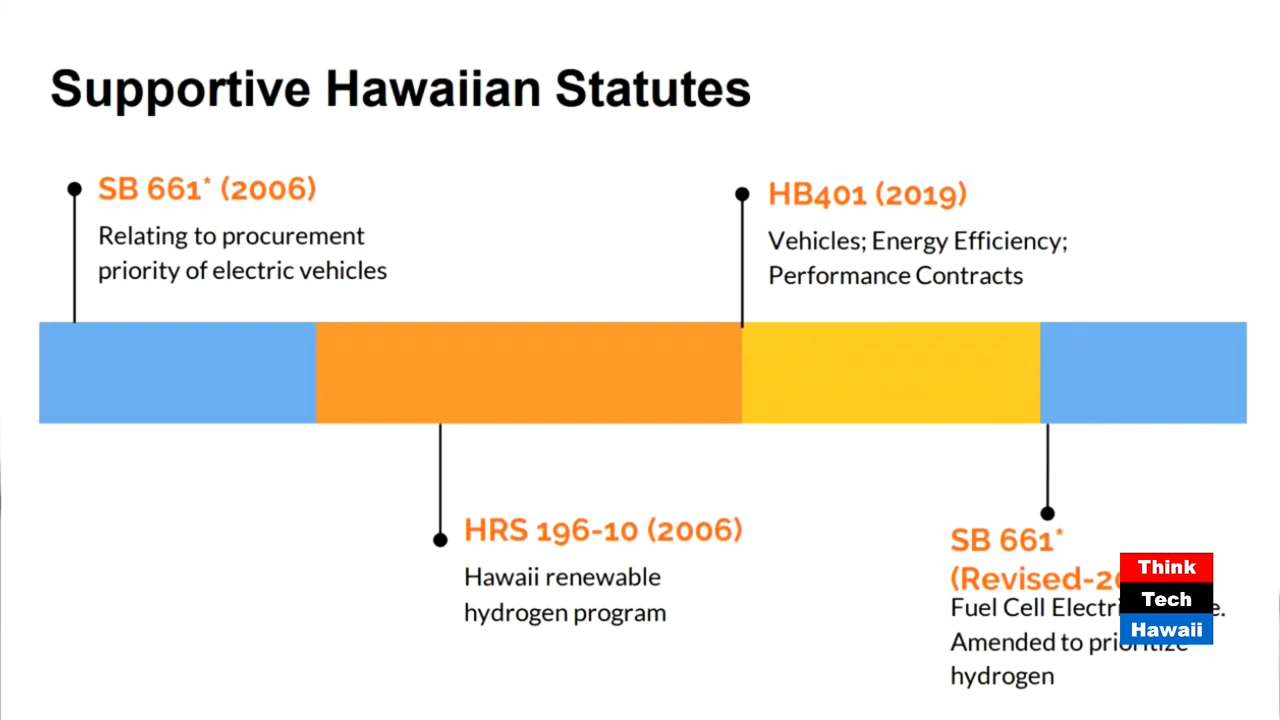 Supportive Hawaiian Statutes
SB 661* (2006)
Relating to procurement
priority of electric vehicles
HB401 (2019)
Vehicles; Energy Efficiency;
Performance Contracts
HRS 196-10 (2006)
Hawaii renewable
hydrogen program
SB 661*
(Revised-
Fuel Cell
Amended to prioritize
hydrogen
Think
Tech
Hawaii